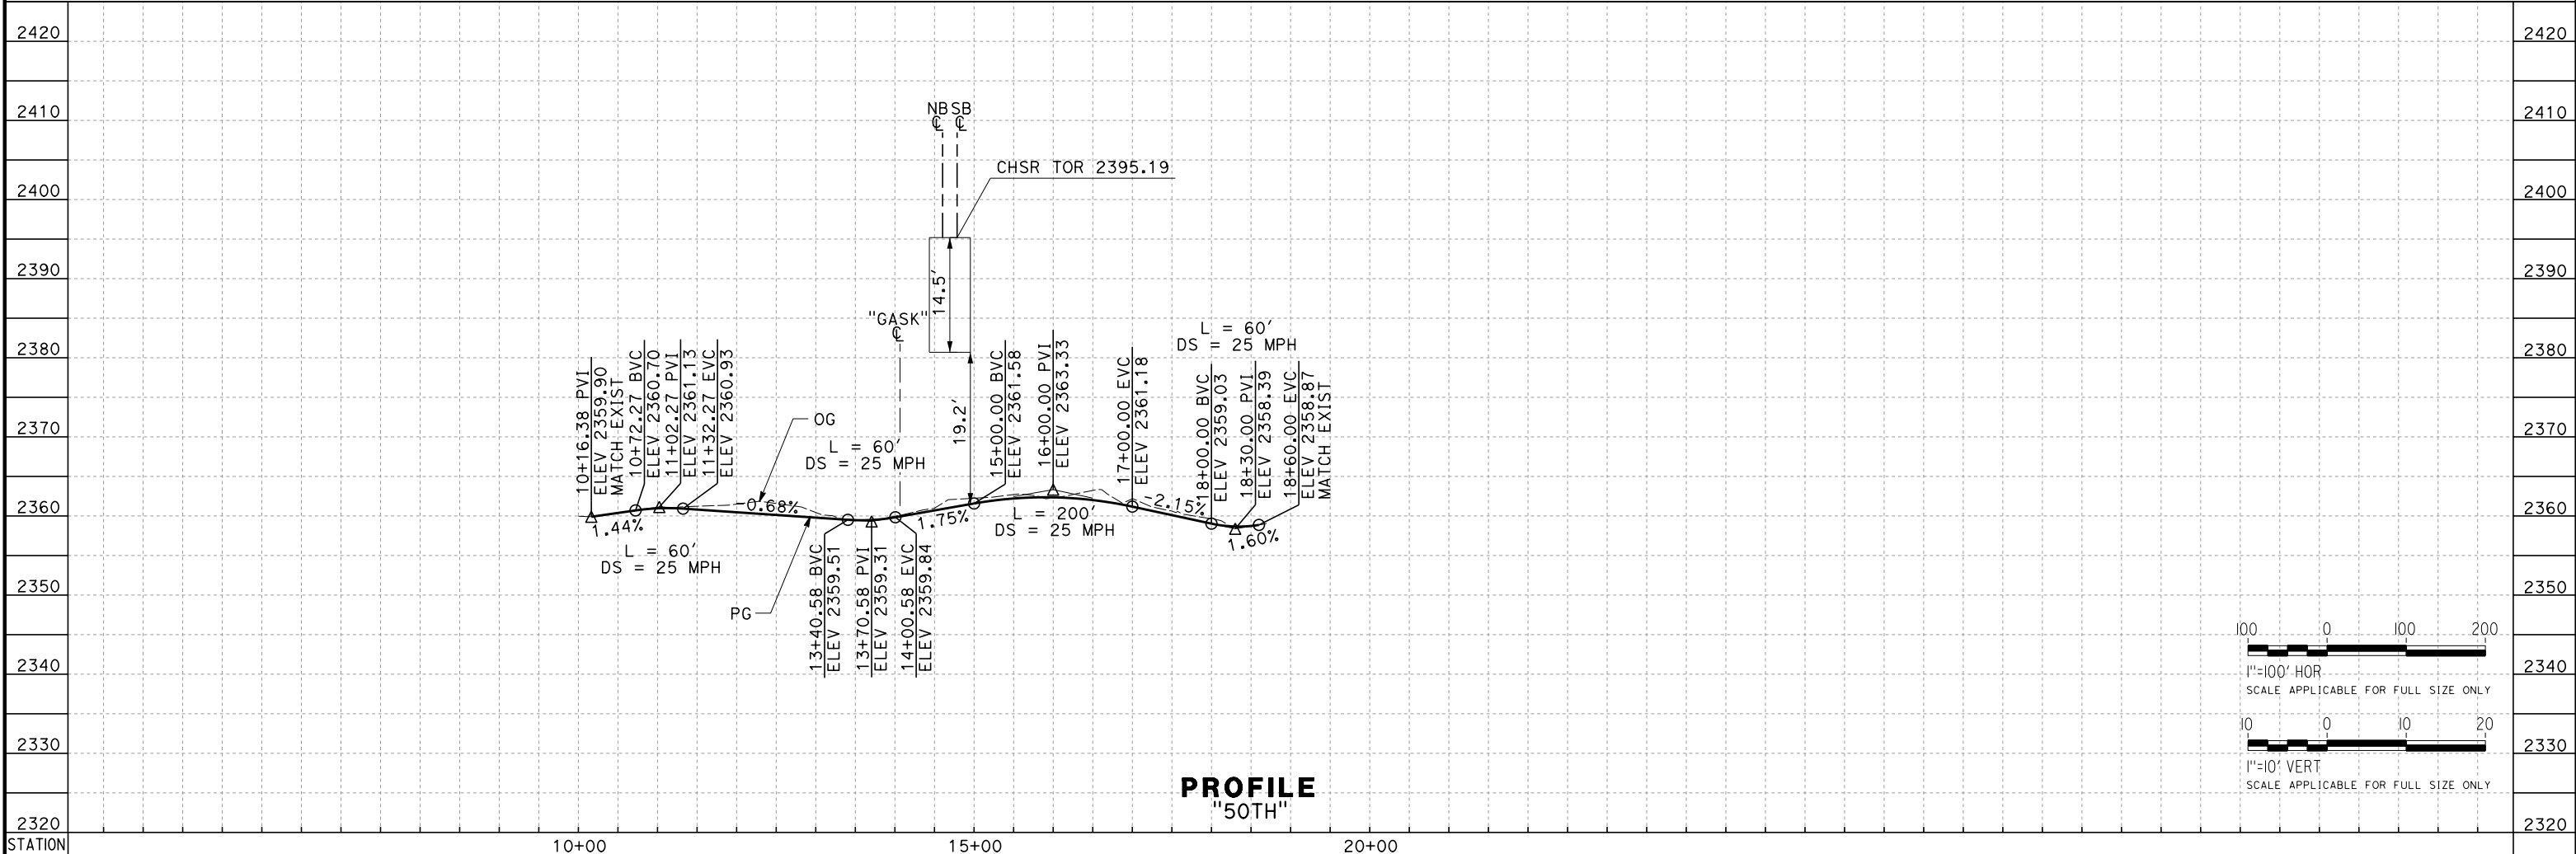 2420
2410
2400
2390
2380
2370
2360
2350
2340
2330
2320
STATION
10+00
15+00
20+00
2420
2410
2400
2390
2380
2370
2360
2350
2340
2330
2320
NB SB
℄ ℄
CHSR TOR 2395.19
14.5'
19.2'
"GASK"
℄
10+16.38 PVI
ELEV 2359.90
MATCH EXIST
10+72.27 BVC
ELEV 2360.70
11+02.27 PVI
ELEV 2361.13
11+32.27 EVC
ELEV 2360.93
OG
L = 60'
DS = 25 MPH
15+00.00 BVC
ELEV 2361.58
16+00.00 PVI
ELEV 2363.33
17+00.00 EVC
ELEV 2361.18
L = 60'
DS = 25 MPH
18+00.00 BVC
ELEV 2359.03
18+30.00 PVI
ELEV 2358.39
18+60.00 EVC
ELEV 2358.87
MATCH EXIST
1.44%
-0.68%
1.75%
-2.15%
1.60%
L = 60'
DS = 25 MPH
L = 200'
DS = 25 MPH
PG
13+40.58 BVC
ELEV 2359.51
13+70.58 PVI
ELEV 2359.31
14+00.58 EVC
ELEV 2359.84
PROFILE
"50TH"
100 0 100 200
1"=100' HOR
SCALE APPLICABLE FOR FULL SIZE ONLY
10 0 10 20
1"=10' VERT
SCALE APPLICABLE FOR FULL SIZE ONLY